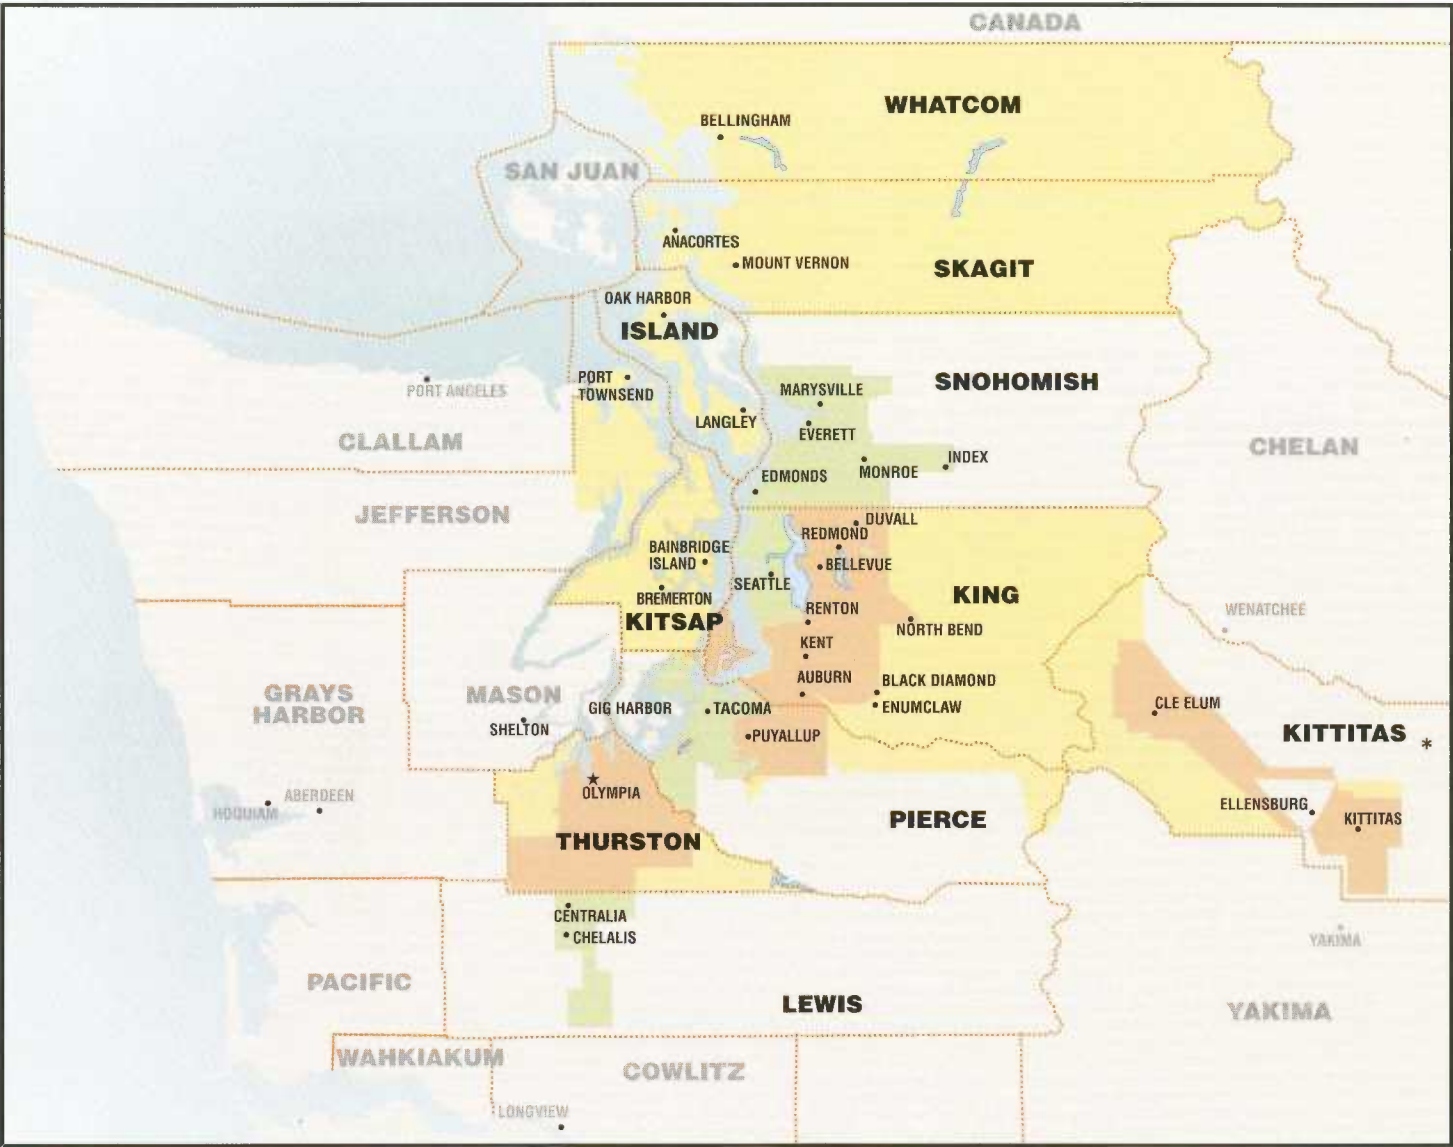 CANADA
WHATCOM
BELLINGHAM
SAN JUAN
ANACORTES
MOUNT VERNON
SKAGIT
OAK HARBOR
ISLAND
PORT
TOWNSEND
PORT ANGELES
MARYSVILLE
SNOHOMISH
LANGLEY
EVERETT
CLALLAM
CHELAN
INDEX
MONROE
EDMONDS
JEFFERSON
DUVALL
REDMOND
BAINBRIDGE
ISLAND
BELLEVUE
SEATTLE
KING
BREMERTON
KITSAP
RENTON
WENATCHEE
NORTH BEND
KENT
AUBURN
BLACK DIAMOND
GRAYS
HARBOR
MASON
GIG HARBOR
TACOMA
ENUMCLAW
CLE ELUM
SHELTON
PUYALLUP
KITTITAS *
OLYMPIA
ABERDEEN
HOQUIAM
ELLENSBURG
KITTITAS
PIERCE
THURSTON
CENTRALIA
CHELALIS
YAKIMA
PACIFIC
LEWIS
YAKIMA
WAHKIAKUM
COWLITZ
LONGVIEW